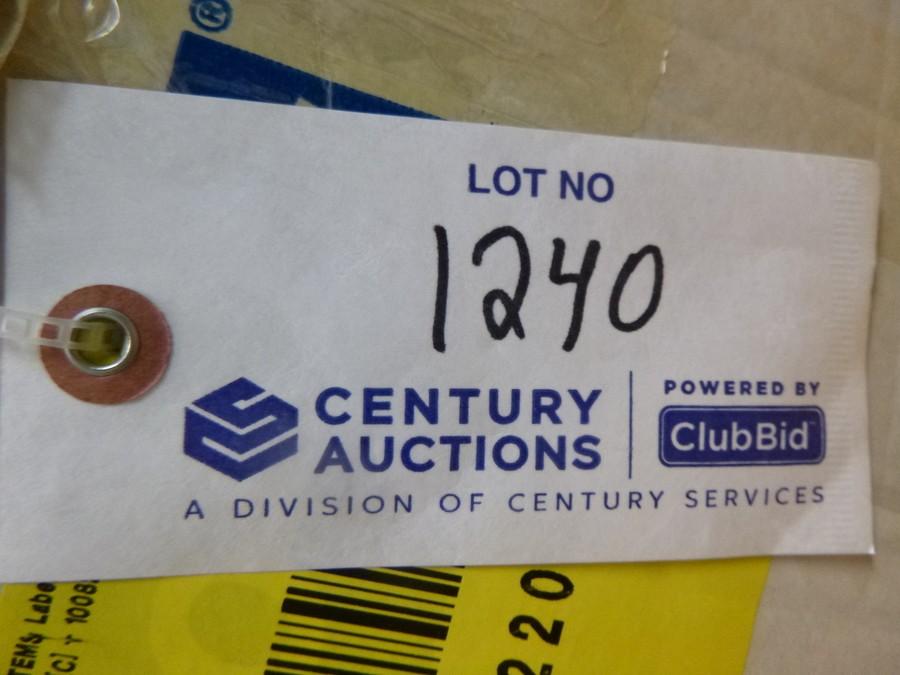 ®
LOT NO
1240
CENTURY
AUCTIONS
POWERED BY
ClubBid
A DIVISION OF CENTURY SERVICES
220